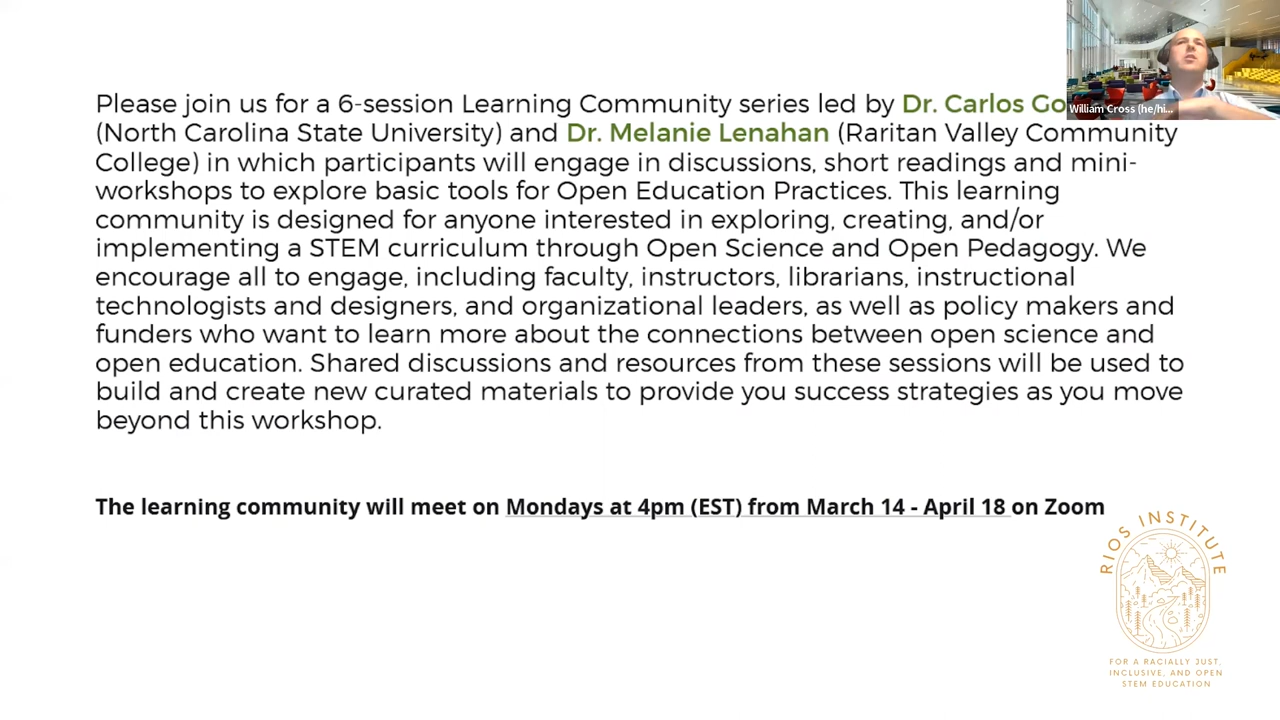 Please join us for a 6-session Learning Community series led by Dr. Carlos
(North Carolina State University) and Dr. Melanie Lenahan (Raritan Valley Community
College) in which participants will engage in discussions, short readings and mini-
workshops to explore basic tools for Open Education Practices. This learning
community is designed for anyone interested in exploring, creating, and/or
implementing a STEM curriculum through Open Science and Open Pedagogy. We
encourage all to engage, including faculty, instructors, librarians, instructional
technologists and designers, and organizational leaders, as well as policy makers and
funders who want to learn more about the connections between open science and
open education. Shared discussions and resources from these sessions will be used to
build and create new curated materials to provide you success strategies as you move
beyond this workshop.
The learning community will meet on Mondays at 4pm (EST) from March 14 - April 18 on Zoom
William Cross (he/hi...
RIOS INSTITUTE
FOR A RACIALLY JUST,
INCLUSIVE, AND OPEN
STEM EDUCATION